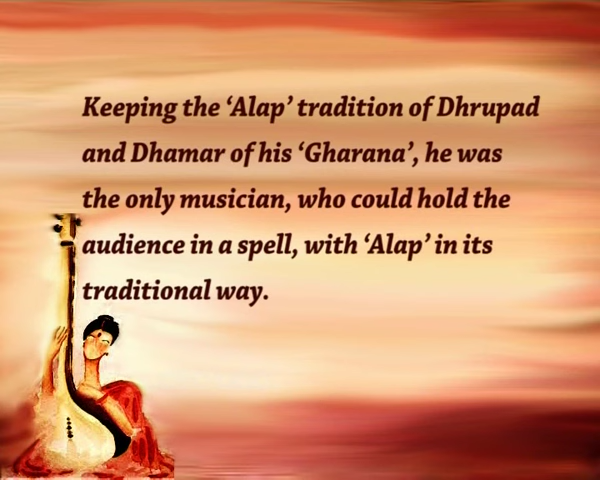 Keeping the ‘Alap’ tradition of Dhrupad
and Dhamar of his ‘Gharana’, he was
the only musician, who could hold the
audience in a spell, with ‘Alap’ in its
traditional way.